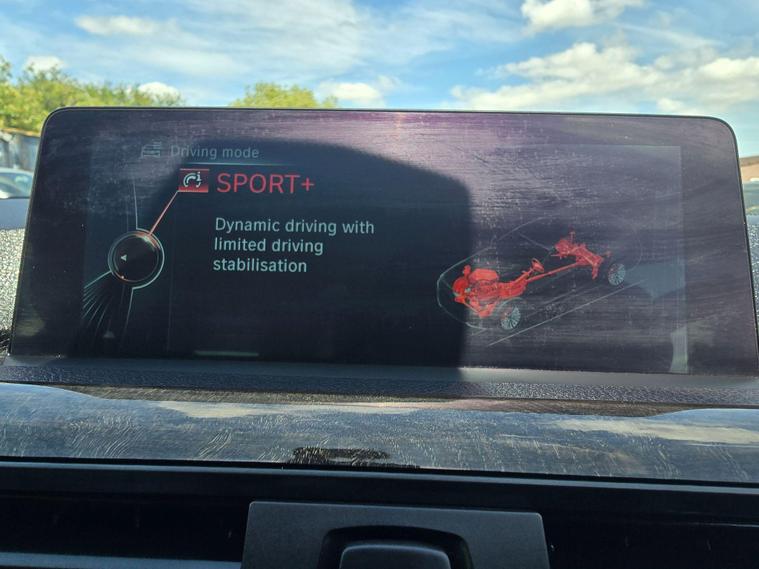 Driving mode
SPORT+
Dynamic driving with
limited driving
stabilisation